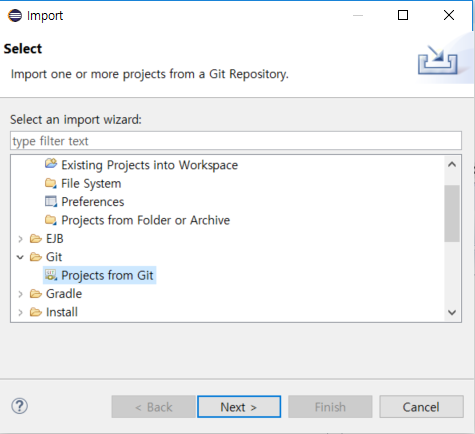 Import
Select
Import one or more projects from a Git Repository.
Select an import wizard:
type filter text
Existing Projects into Workspace
File System
Preferences
Projects from Folder or Archive
EJB
Git
Projects from Git
Gradle
Install
< Back
Next >
Finish
Cancel